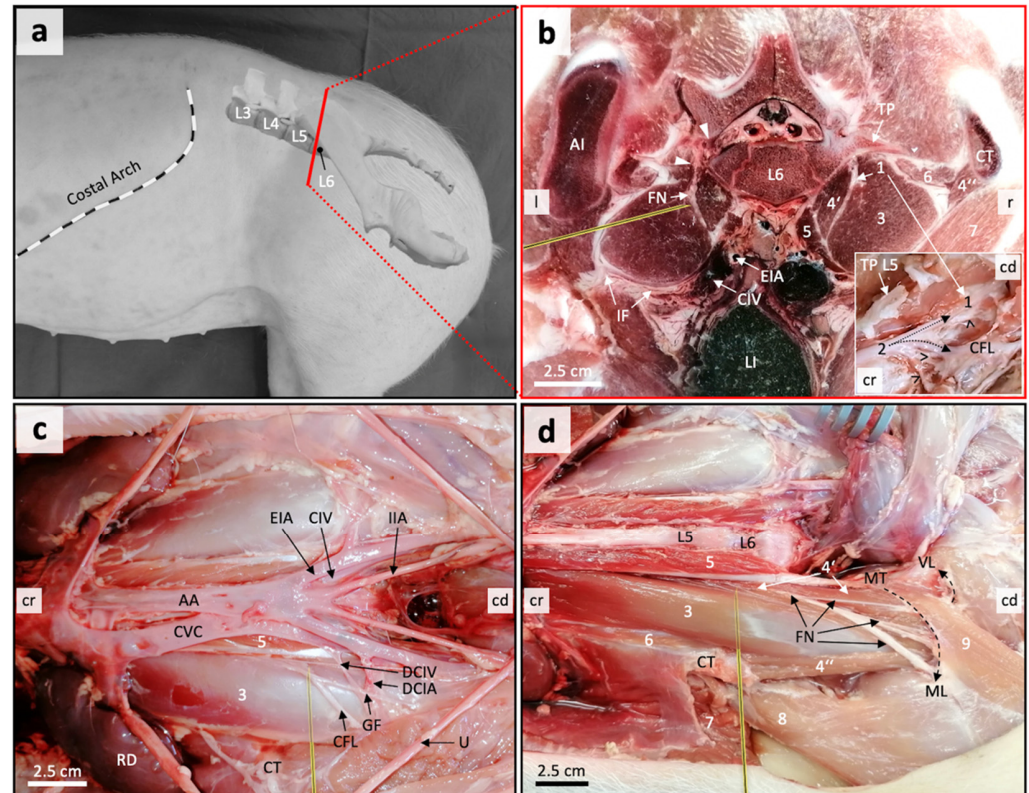 a
Costal Arch
L3
L4
L5
L6
b
AI
TP
L6
CT
1
6
4‘‘
FN
4‘
3
l
r
5
7
EIA
CIV
IF
LI
2.5 cm
cd
TP L5
1
2
CFL
cr
c
EIA CIV IIA
cr
AA
cd
CVC
5
DCIV
DCIA
3
GF
CFL
U
RD
CT
2.5 cm
d
L5
L6
5
4‘
MT
VL
cr
cd
3
FN
9
6
CT
4‘‘
ML
7
8
2.5 cm